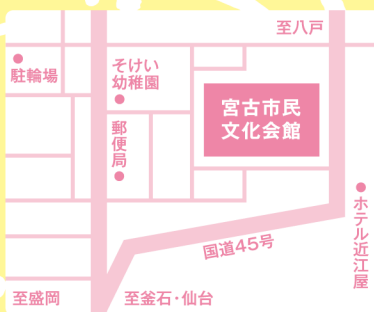 至八戸
駐輪場
そけい
幼稚園
宮古市民
文化会館
郵便局
国道45号
ホテル近江屋
至盛岡
至釜石・仙台